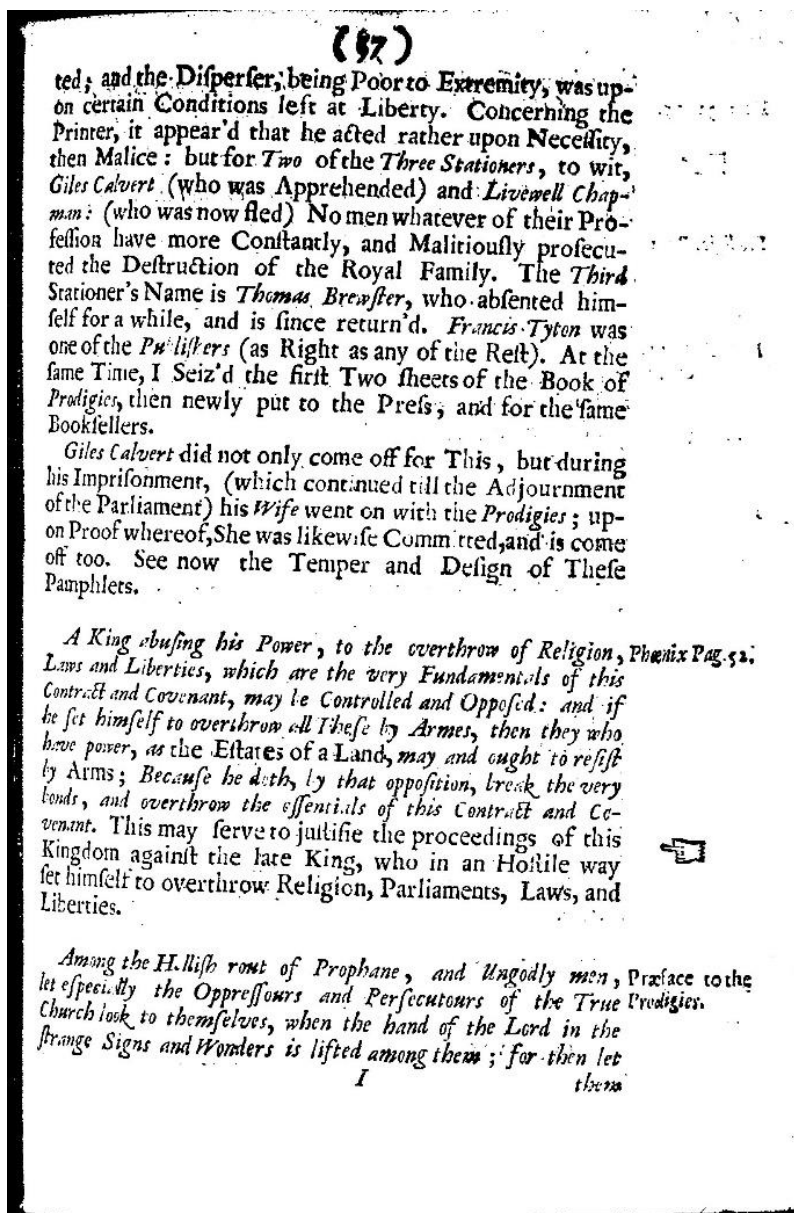 (57)
ted; and the Diſperſer, being Poor to Extremity, was up-
on certain Conditions left at Liberty. Concerning the
Printer, it appear'd that he acted rather upon Neceſſity,
then Malice: but for Two of the Three Stationers, to wit,
Giles Calvert (who was Apprehended) and Livewell Chap-
man: (who was now fled) No men whatever of their Pro-
feſſion have more Conſtantly, and Malitiouſly proſecu-
ted the Deſtruction of the Royal Family. The Third
Stationer's Name is Thomas Brewſter, who abſented him-
ſelf for a while, and is ſince return'd. Francis Tyton was
one of the Publiſhers (as Right as any of the Reſt). At the
ſame Time, I Seiz'd the firſt Two ſheets of the Book of
Prodigies, then newly put to the Preſs, and for the ſame
Bookſellers.
Giles Calvert did not only come off for This, but during
his Impriſonment, (which continued till the Adjournment
of the Parliament) his Wife went on with the Prodigies; up-
on Proof whereof, She was likewiſe Committed, and is come
off too. See now the Temper and Deſign of Theſe
Pamphlets.
A King abuſing his Power, to the overthrow of Religion, Phœnix Pag. 52.
Laws and Liberties, which are the very Fundamentals of this
Contract and Covenant, may be Controlled and Oppoſed: and if
he ſet himſelf to overthrow all Theſe by Armes, then they who
have power, as the Eſtates of a Land, may and ought to reſiſt
by Arms; Becauſe he doth, by that oppoſition, break the very
bonds, and overthrow the eſſentials of this Contract and Co-
venant. This may ſerve to juſtifie the proceedings of this
Kingdom againſt the late King, who in an Hoſtile way
ſet himſelf to overthrow Religion, Parliaments, Laws, and
Liberties.
Among the Helliſh rout of Prophane, and Ungodly men, Præface to the
let eſpecially the Oppreſſours and Perſecutours of the True Prodigies.
Church look to themſelves, when the hand of the Lord in the
ſtrange Signs and Wonders is lifted among them; for then let
I them